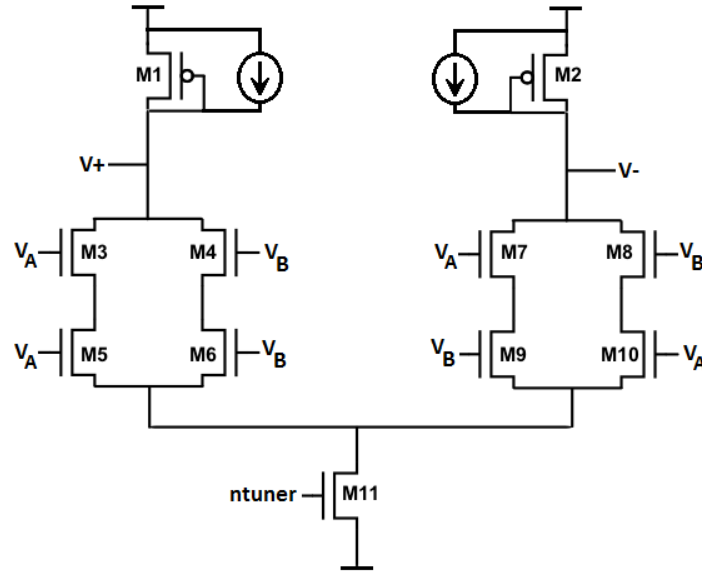 M1 M2
V+ V-
VA M3 M4 VB VA M7 M8 VB
VA M5 M6 VB VB M9 M10 VA
ntuner M11